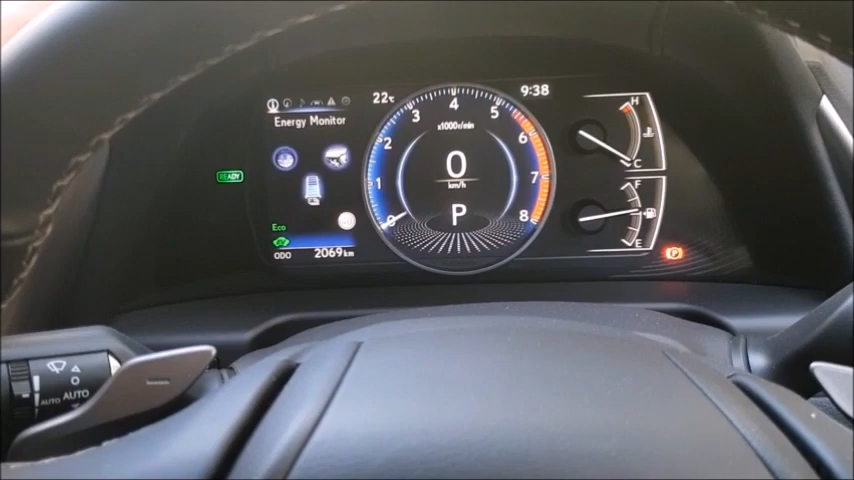 22°C
9:38
Energy Monitor
READY
Eco
ODO 2069 km
0 1 2 3 4 5 6 7 8
x1000r/min
0
km/h
P
H
C
F
E
P
AUTO AUTO